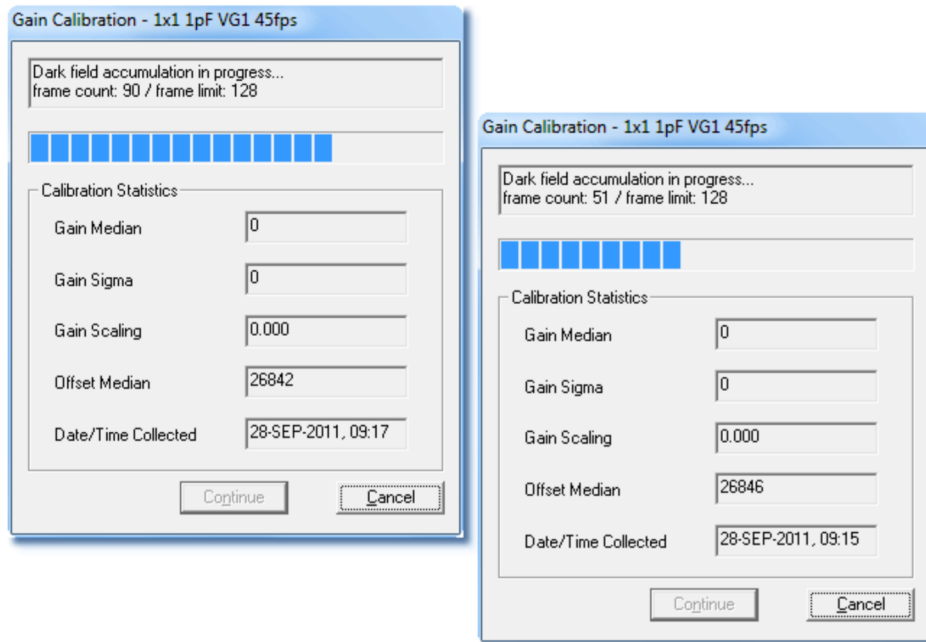 Gain Calibration - 1x1 1pF VG1 45fps
Dark field accumulation in progress...
frame count: 90 / frame limit: 128
Calibration Statistics
Gain Median 0
Gain Sigma 0
Gain Scaling 0.000
Offset Median 26842
Date/Time Collected 28-SEP-2011, 09:17
Continue Cancel
Gain Calibration - 1x1 1pF VG1 45fps
Dark field accumulation in progress...
frame count: 51 / frame limit: 128
Calibration Statistics
Gain Median 0
Gain Sigma 0
Gain Scaling 0.000
Offset Median 26846
Date/Time Collected 28-SEP-2011, 09:15
Continue Cancel